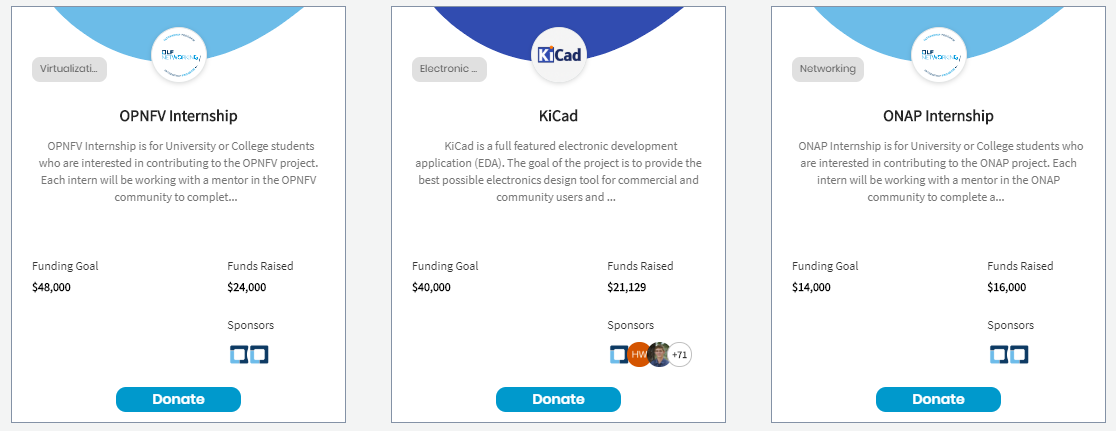 Virtualizati...
OPNFV Internship
OPNFV Internship is for University or College students
who are interested in contributing to the OPNFV project.
Each intern will be working with a mentor in the OPNFV
community to complet...
Funding Goal
Funds Raised
$48,000
$24,000
Sponsors
Donate
Electronic ...
KiCad
KiCad
KiCad is a full featured electronic development
application (EDA). The goal of the project is to provide the
best possible electronics design tool for commercial and
community users and ...
Funding Goal
Funds Raised
$40,000
$21,129
Sponsors
HW
+71
Donate
Networking
ONAP Internship
ONAP Internship is for University or College students who
are interested in contributing to the ONAP project. Each
intern will be working with a mentor in the ONAP
community to complete a...
Funding Goal
Funds Raised
$14,000
$16,000
Sponsors
Donate